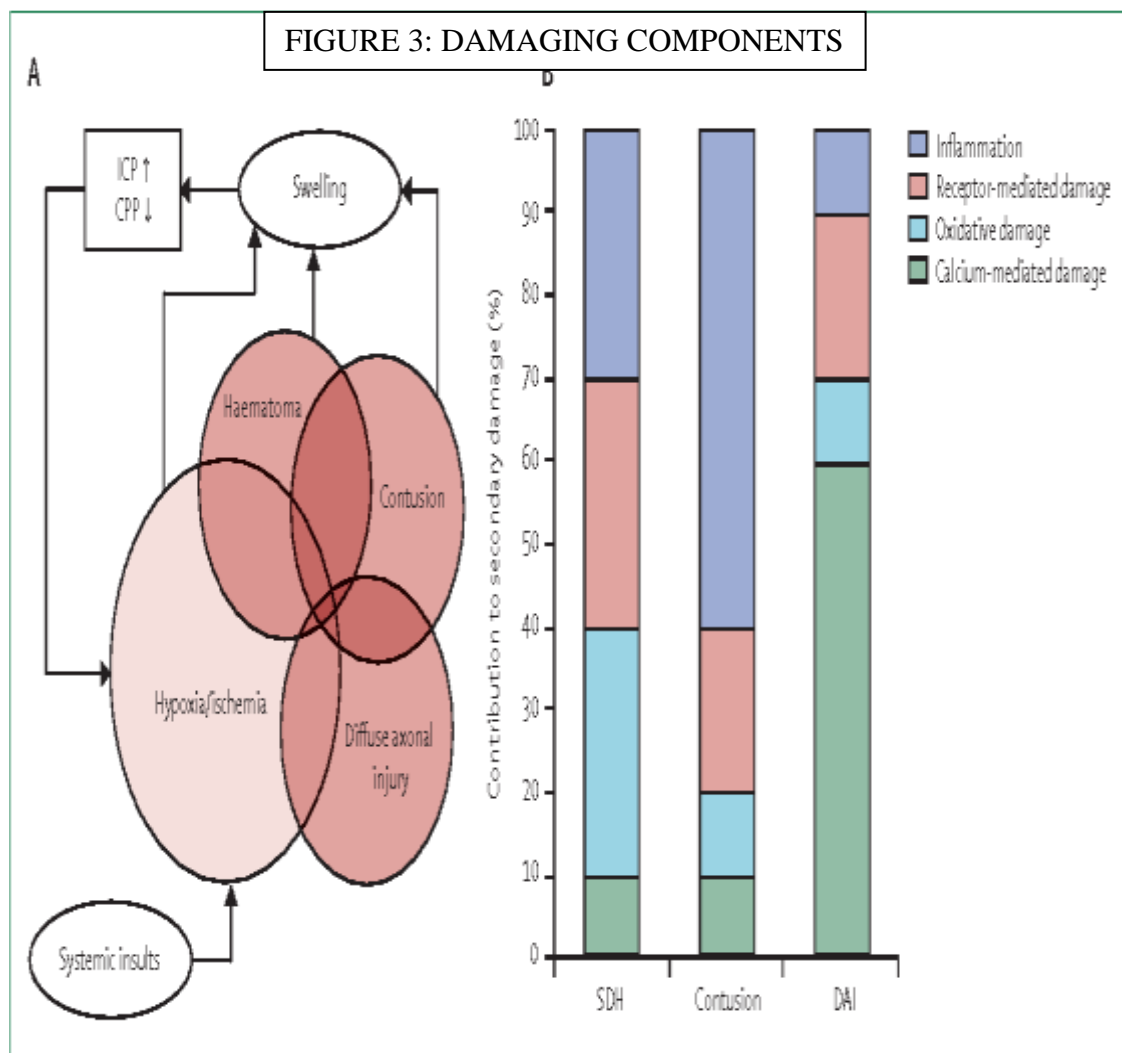 FIGURE 3: DAMAGING COMPONENTS
A
B
ICP ↑
CPP ↓
Swelling
Haematoma
Contusion
Hypoxia/ischemia
Diffuse axonal
injury
Systemic insults
Contribution to secondary damage (%)
100
90
80
70
60
50
40
30
20
10
0
SDH
Contusion
DAI
Inflammation
Receptor-mediated damage
Oxidative damage
Calcium-mediated damage